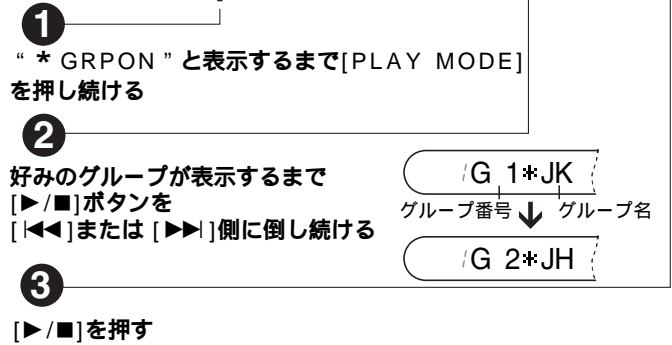 ❶
“ * GRPON ” と表示するまで[PLAY MODE]
を押し続ける
❷
好みのグループが表示するまで
[▶/■]ボタンを
[⏮]または [⏭]側に倒し続ける
G 1*JK
グループ番号 ↓ グループ名
G 2*JH
❸
[▶/■]を押す